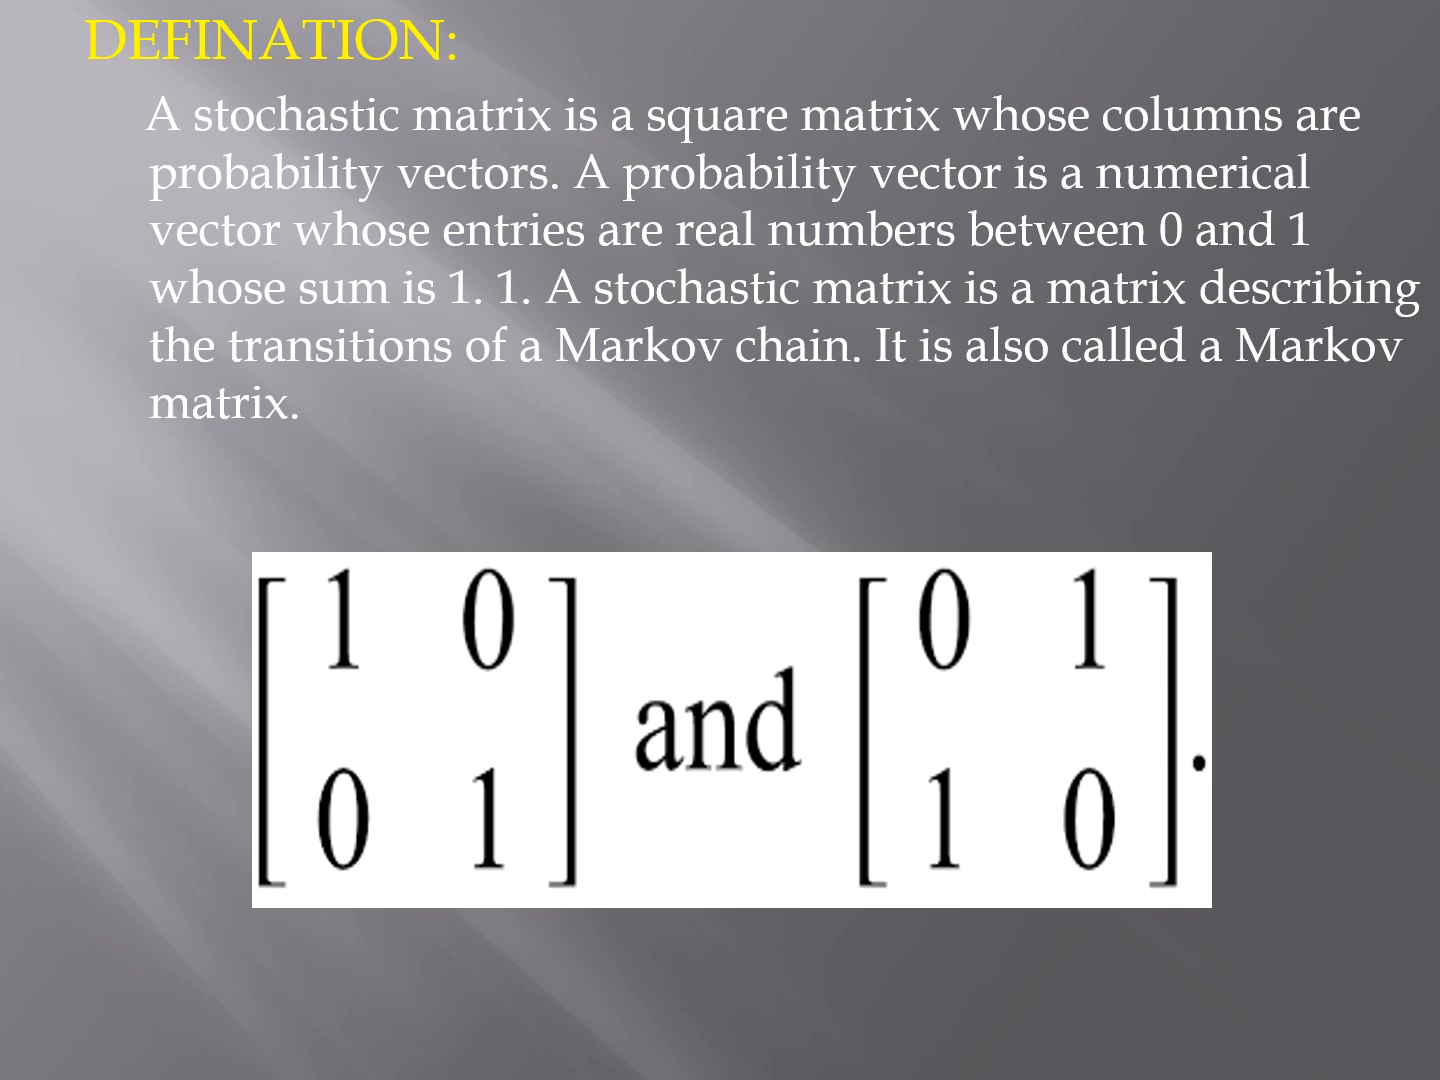 DEFINATION:
A stochastic matrix is a square matrix whose columns are
probability vectors. A probability vector is a numerical
vector whose entries are real numbers between 0 and 1
whose sum is 1. 1. A stochastic matrix is a matrix describing
the transitions of a Markov chain. It is also called a Markov
matrix.
[ 1 0 ] and [ 0 1 ] .
[ 0 1 ] [ 1 0 ]